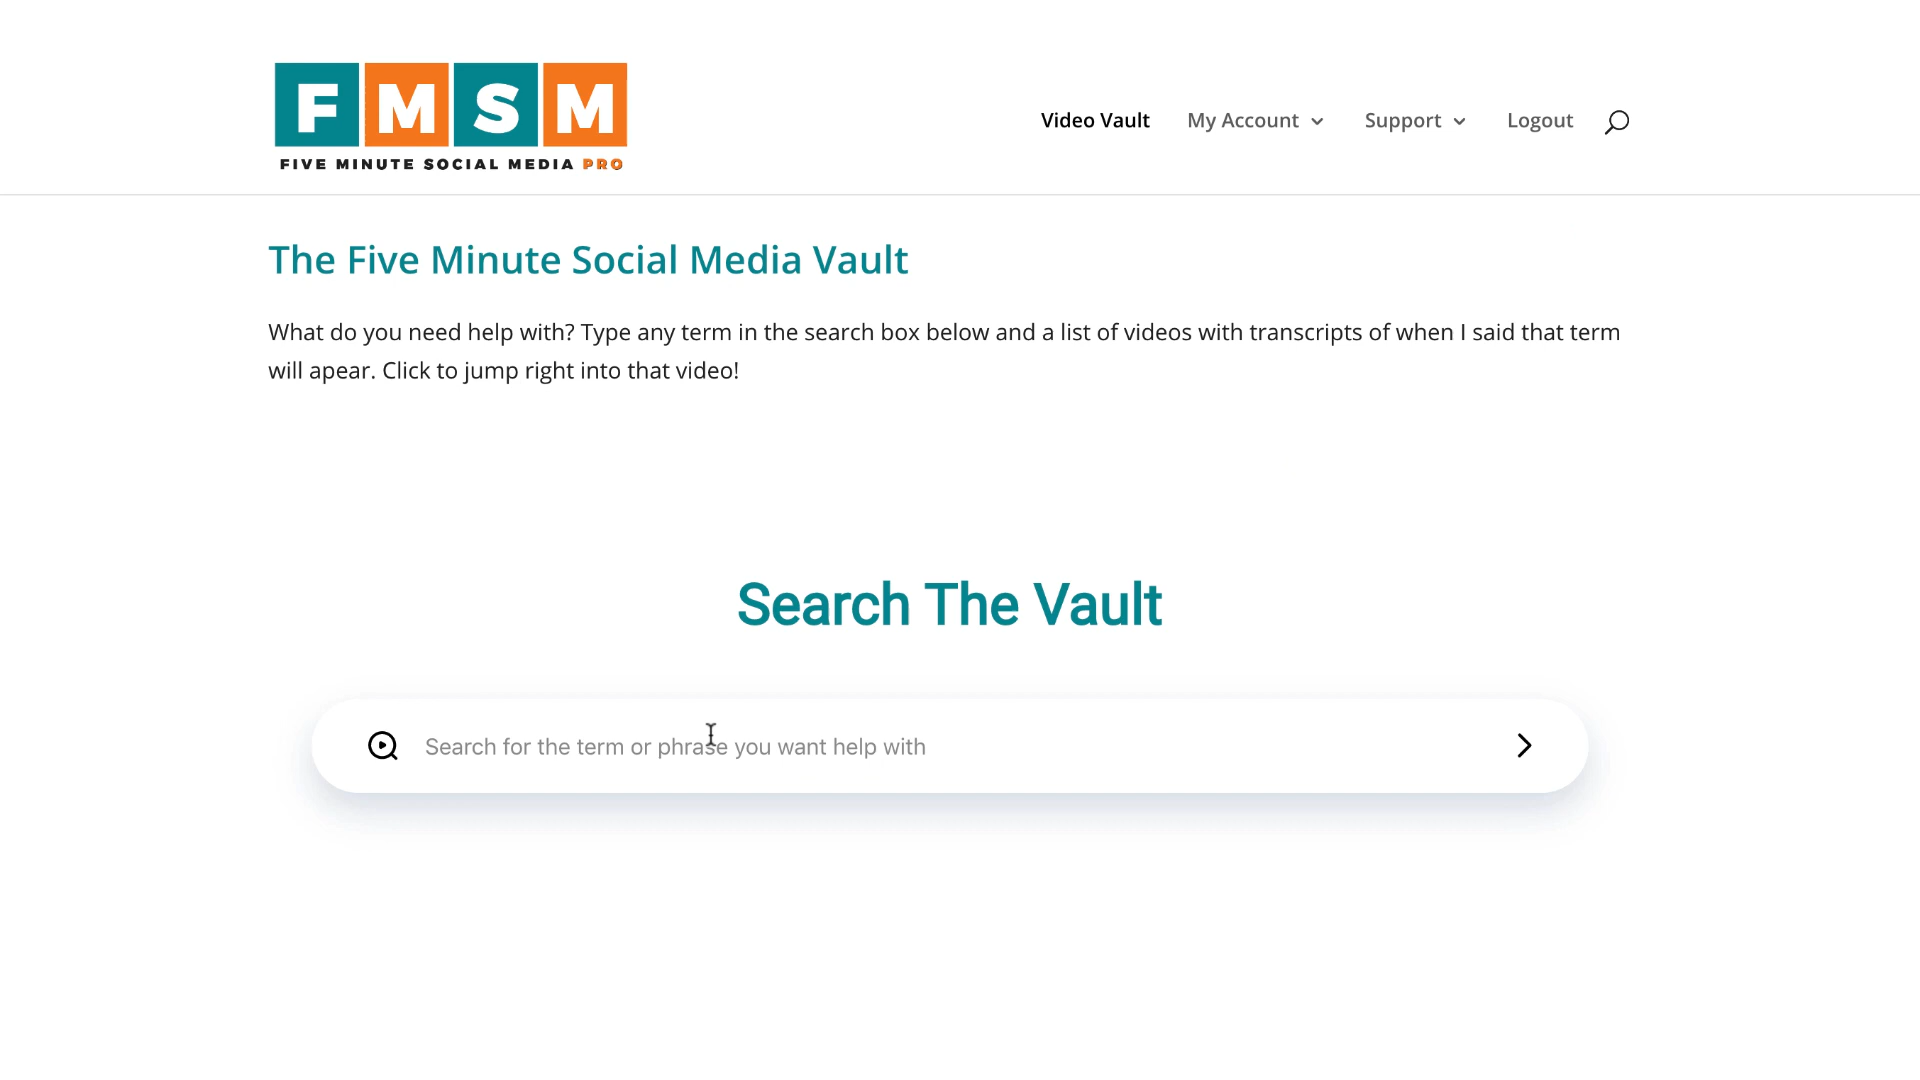 FMSM
FIVE MINUTE SOCIAL MEDIA PRO
Video Vault
My Account
Support
Logout
The Five Minute Social Media Vault
What do you need help with? Type any term in the search box below and a list of videos with transcripts of when I said that term
will apear. Click to jump right into that video!
Search The Vault
Search for the term or phrase you want help with